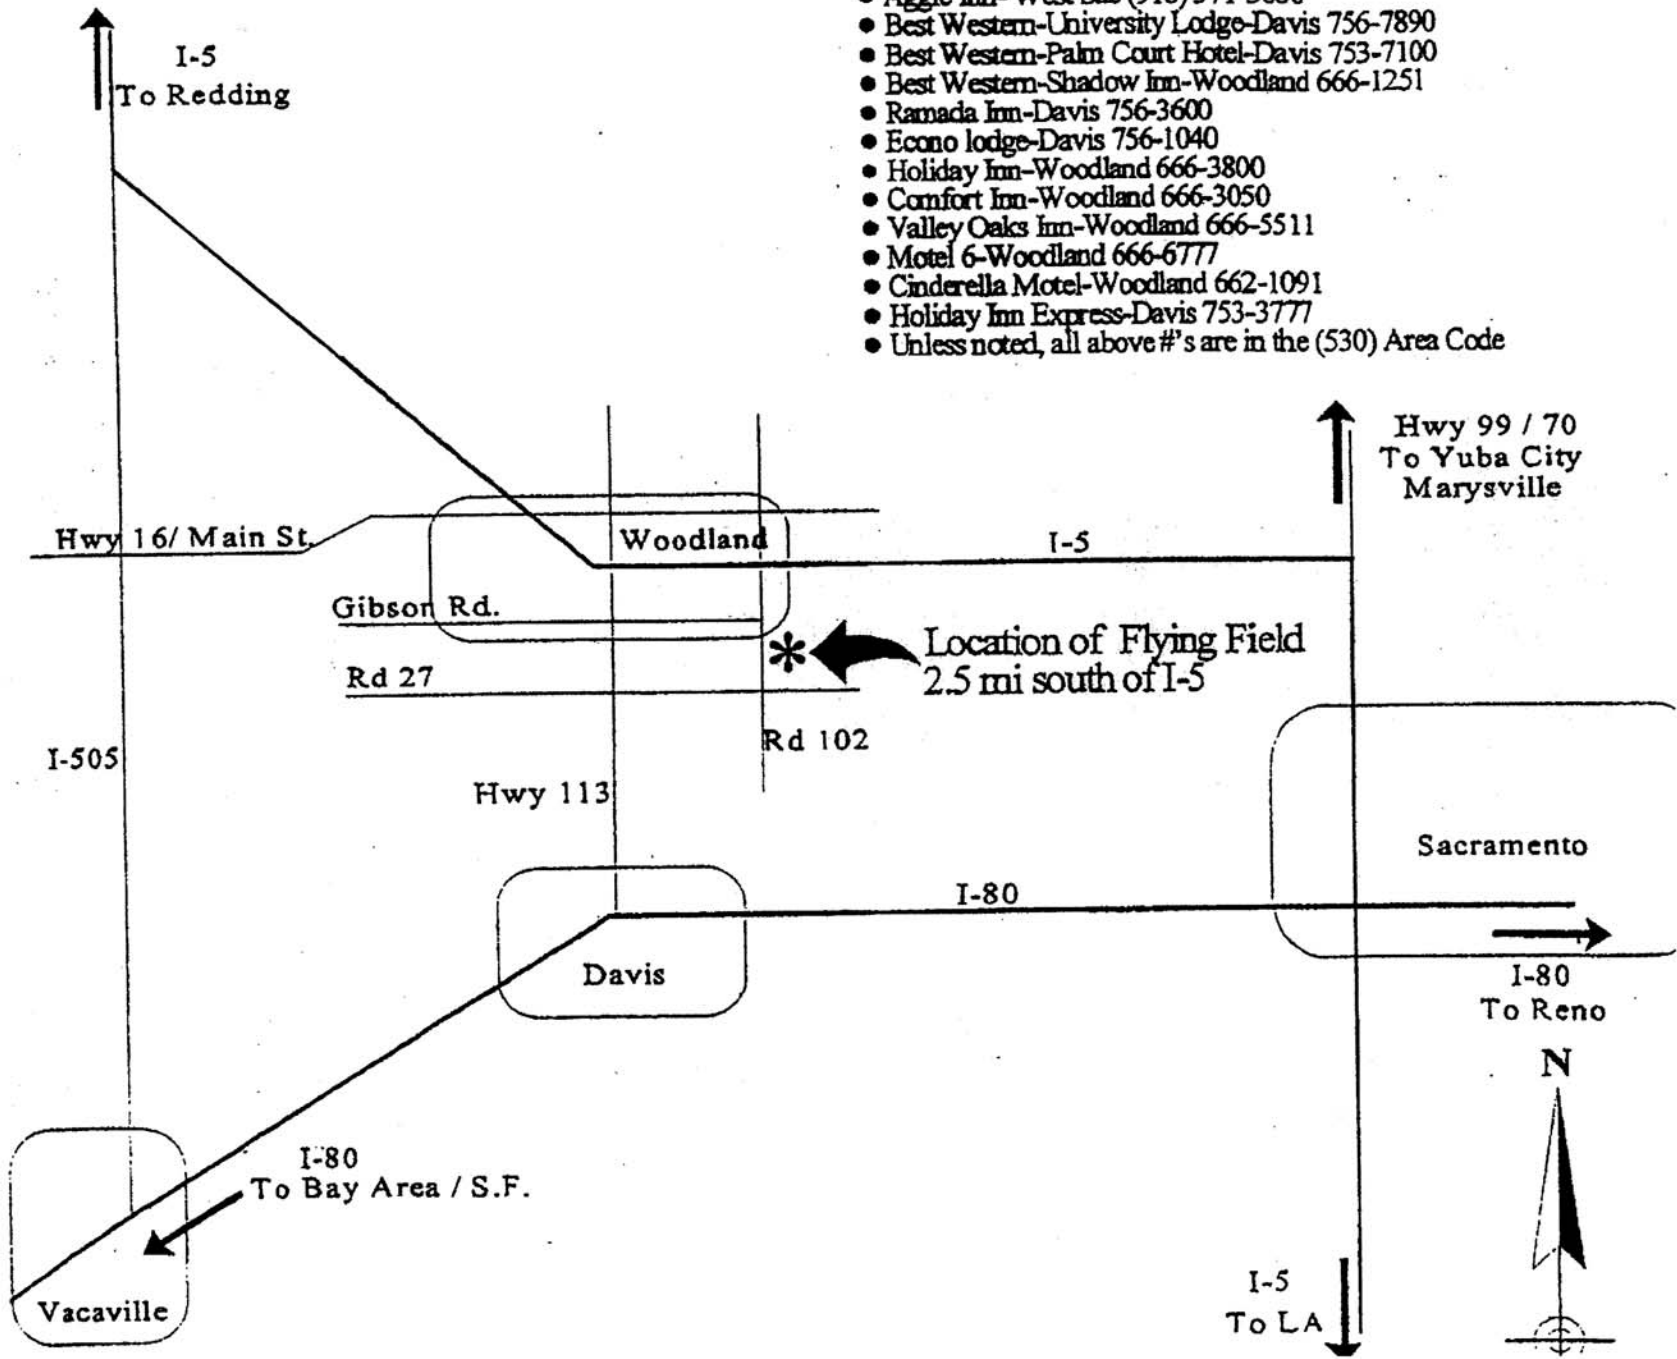 Best Western-University Lodge-Davis 756-7890
Best Western-Palm Court Hotel-Davis 753-7100
Best Western-Shadow Inn-Woodland 666-1251
Ramada Inn-Davis 756-3600
Econo lodge-Davis 756-1040
Holiday Inn-Woodland 666-3800
Comfort Inn-Woodland 666-3050
Valley Oaks Inn-Woodland 666-5511
Motel 6-Woodland 666-6777
Cinderella Motel-Woodland 662-1091
Holiday Inn Express-Davis 753-3777
Unless noted, all above #'s are in the (530) Area Code
I-5
To Redding
Hwy 99 / 70
To Yuba City
Marysville
Hwy 16/ Main St.
Woodland
I-5
Gibson Rd.
Location of Flying Field
2.5 mi south of I-5
Rd 27
Rd 102
I-505
Hwy 113
Sacramento
I-80
Davis
I-80
To Reno
N
I-80
To Bay Area / S.F.
Vacaville
I-5
To LA